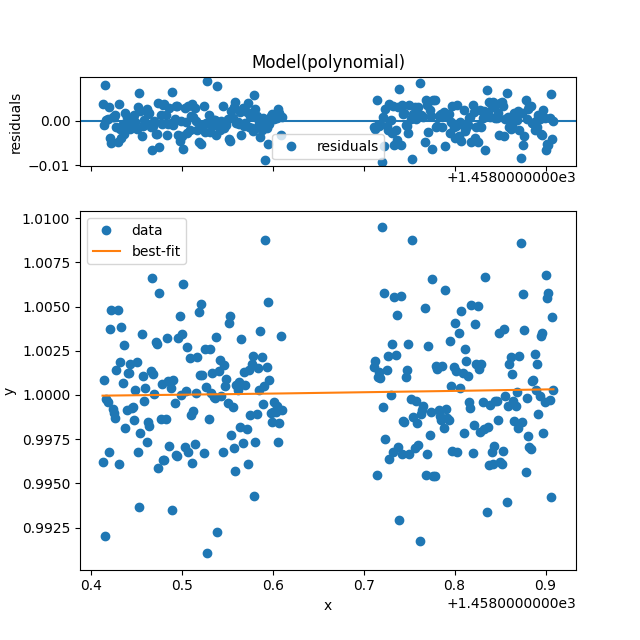 Model(polynomial)
residuals
0.00
−0.01
residuals
+1.4580000000e3
y
1.0100
1.0075
1.0050
1.0025
1.0000
0.9975
0.9950
0.9925
data
best-fit
0.4 0.5 0.6 0.7 0.8 0.9
x
+1.4580000000e3